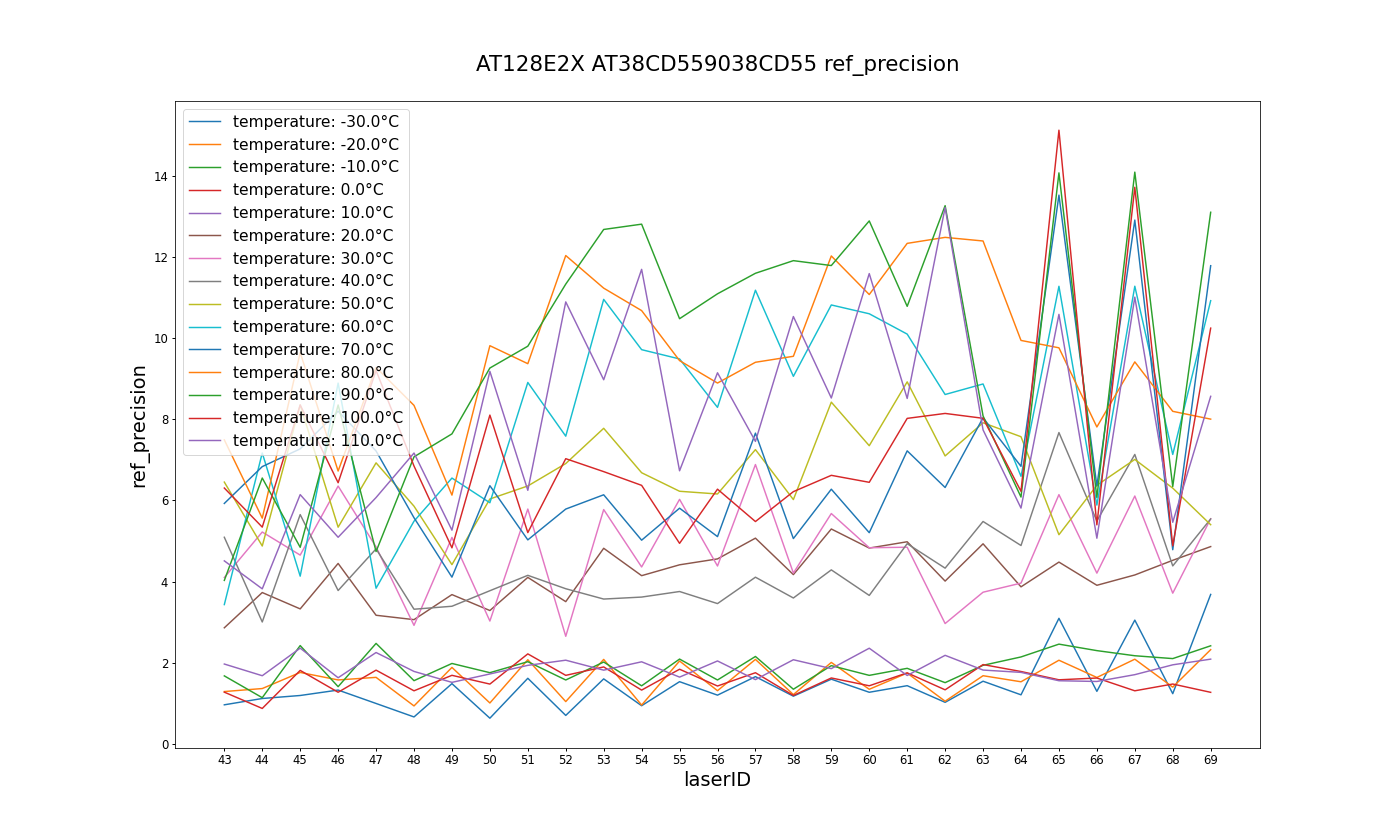 AT128E2X AT38CD559038CD55 ref_precision
temperature: -30.0°C
temperature: -20.0°C
temperature: -10.0°C
temperature: 0.0°C
temperature: 10.0°C
temperature: 20.0°C
temperature: 30.0°C
temperature: 40.0°C
temperature: 50.0°C
temperature: 60.0°C
temperature: 70.0°C
temperature: 80.0°C
temperature: 90.0°C
temperature: 100.0°C
temperature: 110.0°C
14
12
10
8
6
4
2
0
ref_precision
43 44 45 46 47 48 49 50 51 52 53 54 55 56 57 58 59 60 61 62 63 64 65 66 67 68 69
laserID